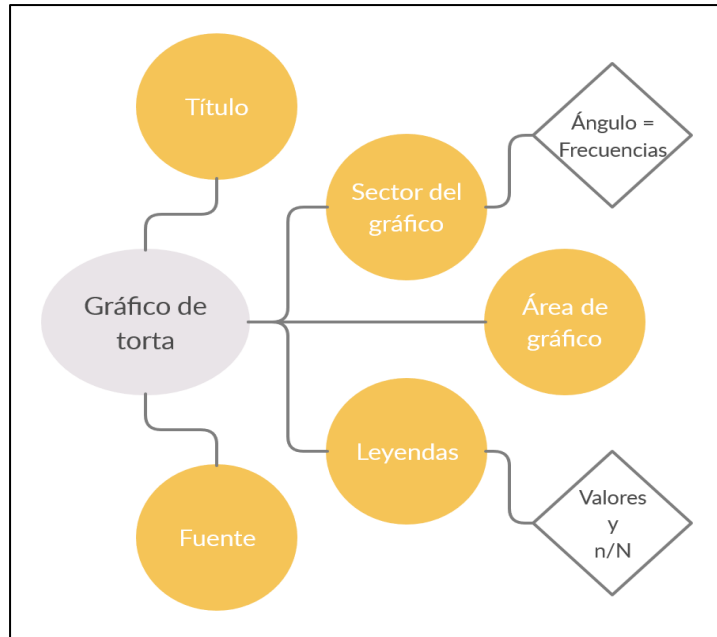 Título
Ángulo =
Frecuencias
Sector del
gráfico
Gráfico de
torta
Área de
gráfico
Leyendas
Valores
y
n/N
Fuente